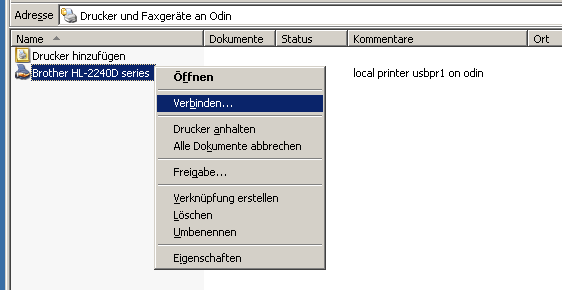 Adresse Drucker und Faxgeräte an Odin
Name Dokumente Status Kommentare Ort
Drucker hinzufügen
Brother HL-2240D series local printer usbpr1 on odin
Öffnen
Verbinden...
Drucker anhalten
Alle Dokumente abbrechen
Freigabe...
Verknüpfung erstellen
Löschen
Umbenennen
Eigenschaften